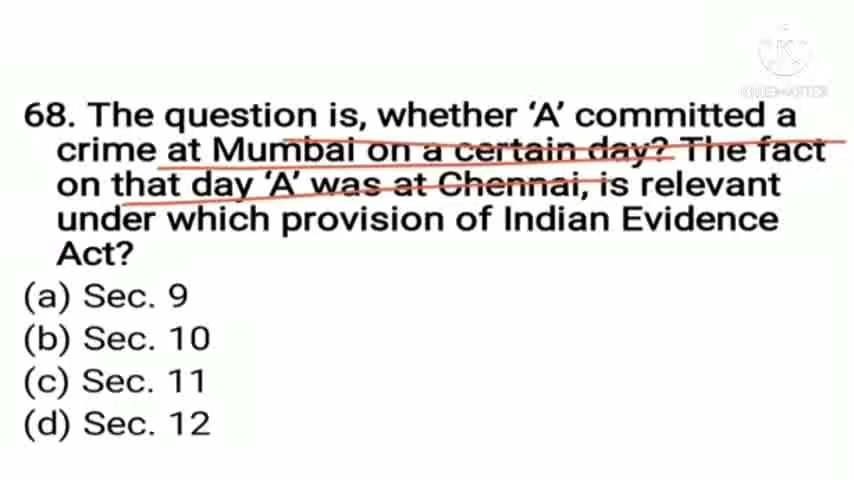 68. The question is, whether 'A' committed a
crime at Mumbai on a certain day? The fact
on that day 'A' was at Chennai, is relevant
under which provision of Indian Evidence
Act?
(a) Sec. 9
(b) Sec. 10
(c) Sec. 11
(d) Sec. 12